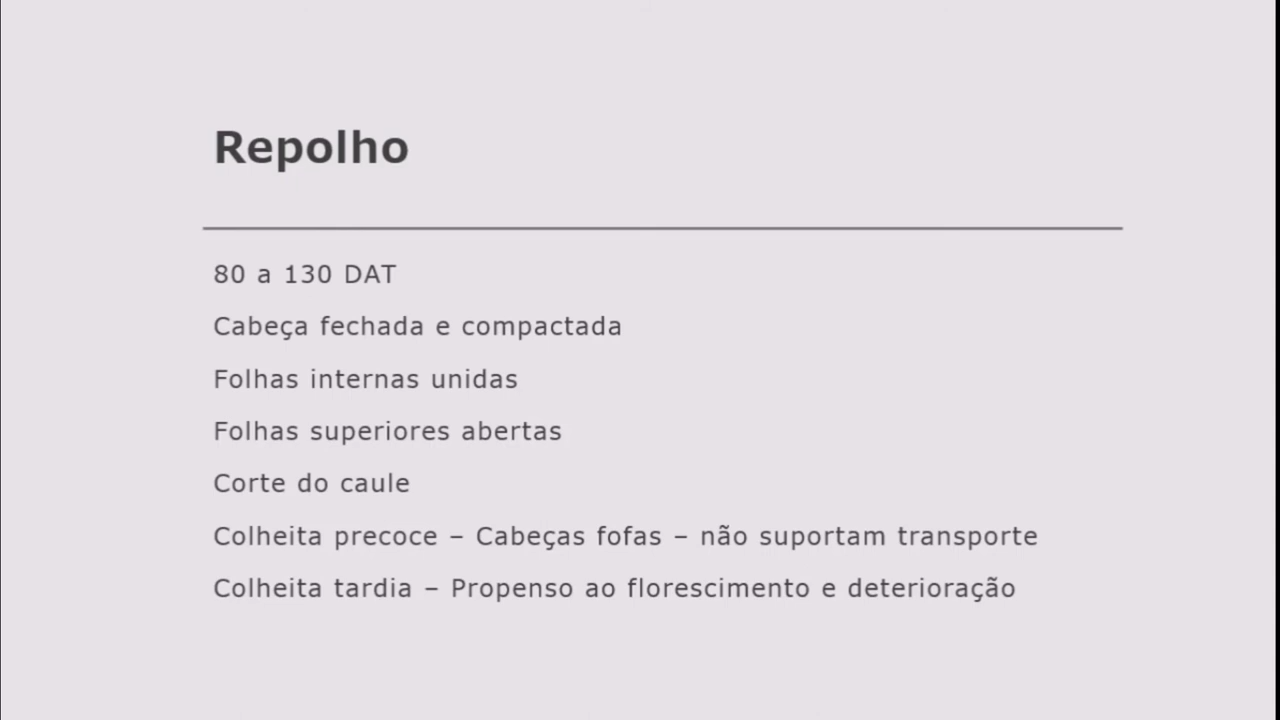 Repolho
80 a 130 DAT
Cabeça fechada e compactada
Folhas internas unidas
Folhas superiores abertas
Corte do caule
Colheita precoce – Cabeças fofas – não suportam transporte
Colheita tardia – Propenso ao florescimento e deterioração